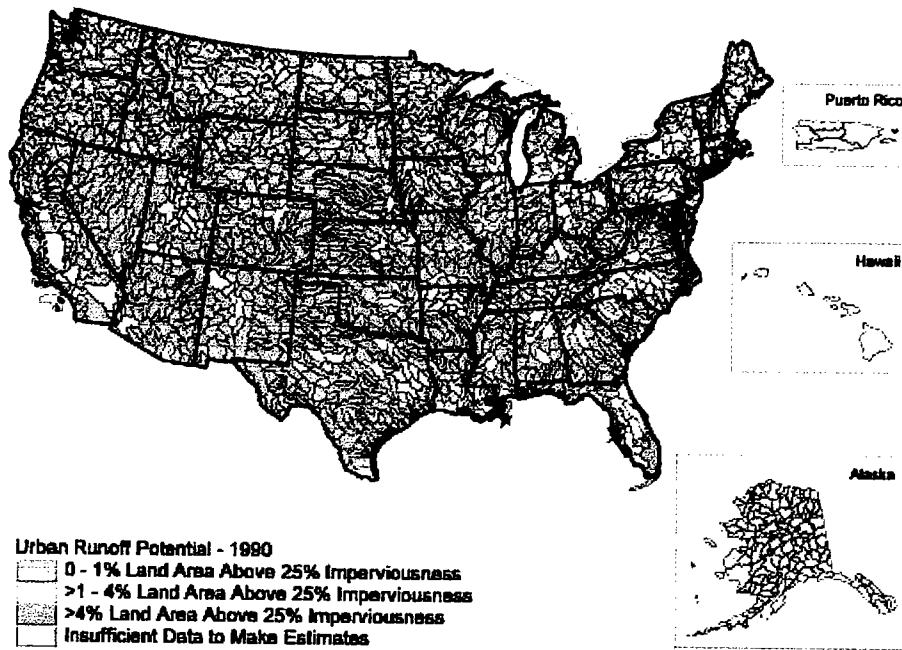 Puerto Rico
Hawaii
Alaska
Urban Runoff Potential - 1990
0 - 1% Land Area Above 25% Imperviousness
>1 - 4% Land Area Above 25% Imperviousness
>4% Land Area Above 25% Imperviousness
Insufficient Data to Make Estimates